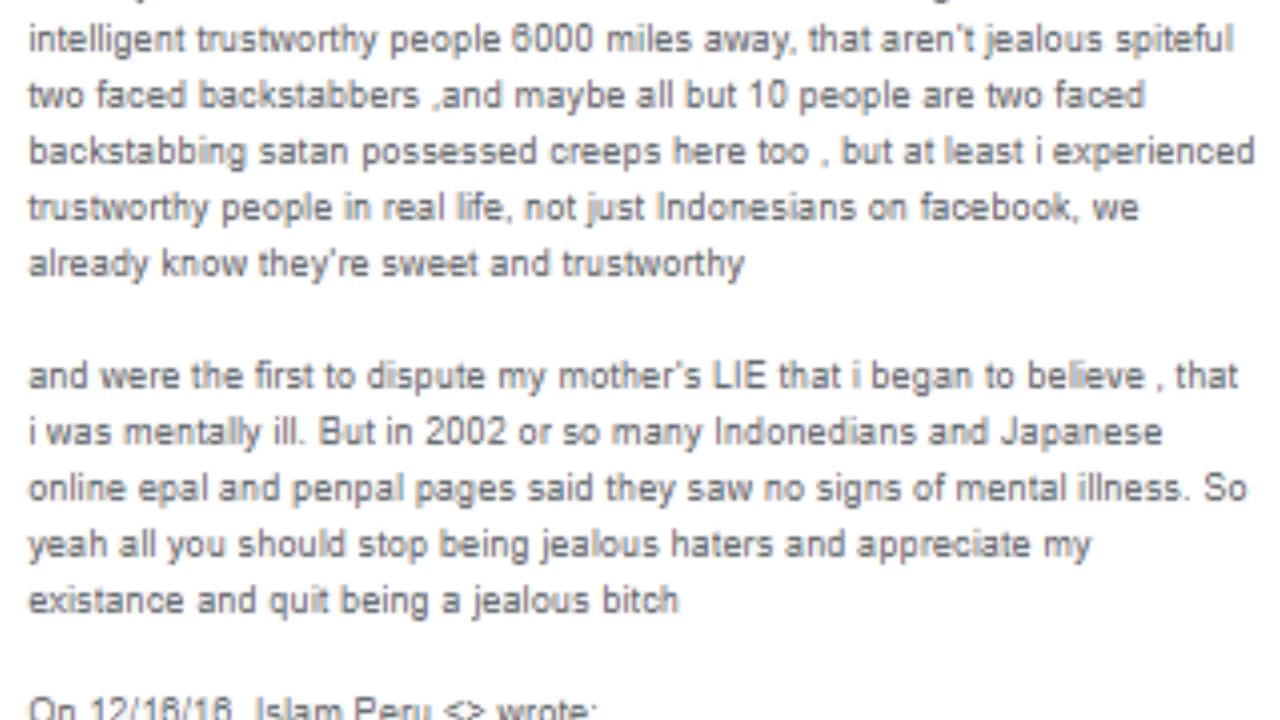 intelligent trustworthy people 6000 miles away, that aren't jealous spiteful
two faced backstabbers ,and maybe all but 10 people are two faced
backstabbing satan possessed creeps here too , but at least i experienced
trustworthy people in real life, not just Indonesians on facebook, we
already know they're sweet and trustworthy
and were the first to dispute my mother's LIE that i began to believe , that
i was mentally ill. But in 2002 or so many Indonedians and Japanese
online epal and penpal pages said they saw no signs of mental illness. So
yeah all you should stop being jealous haters and appreciate my
existance and quit being a jealous bitch
On 12/16/16, Islam Peru <> wrote: